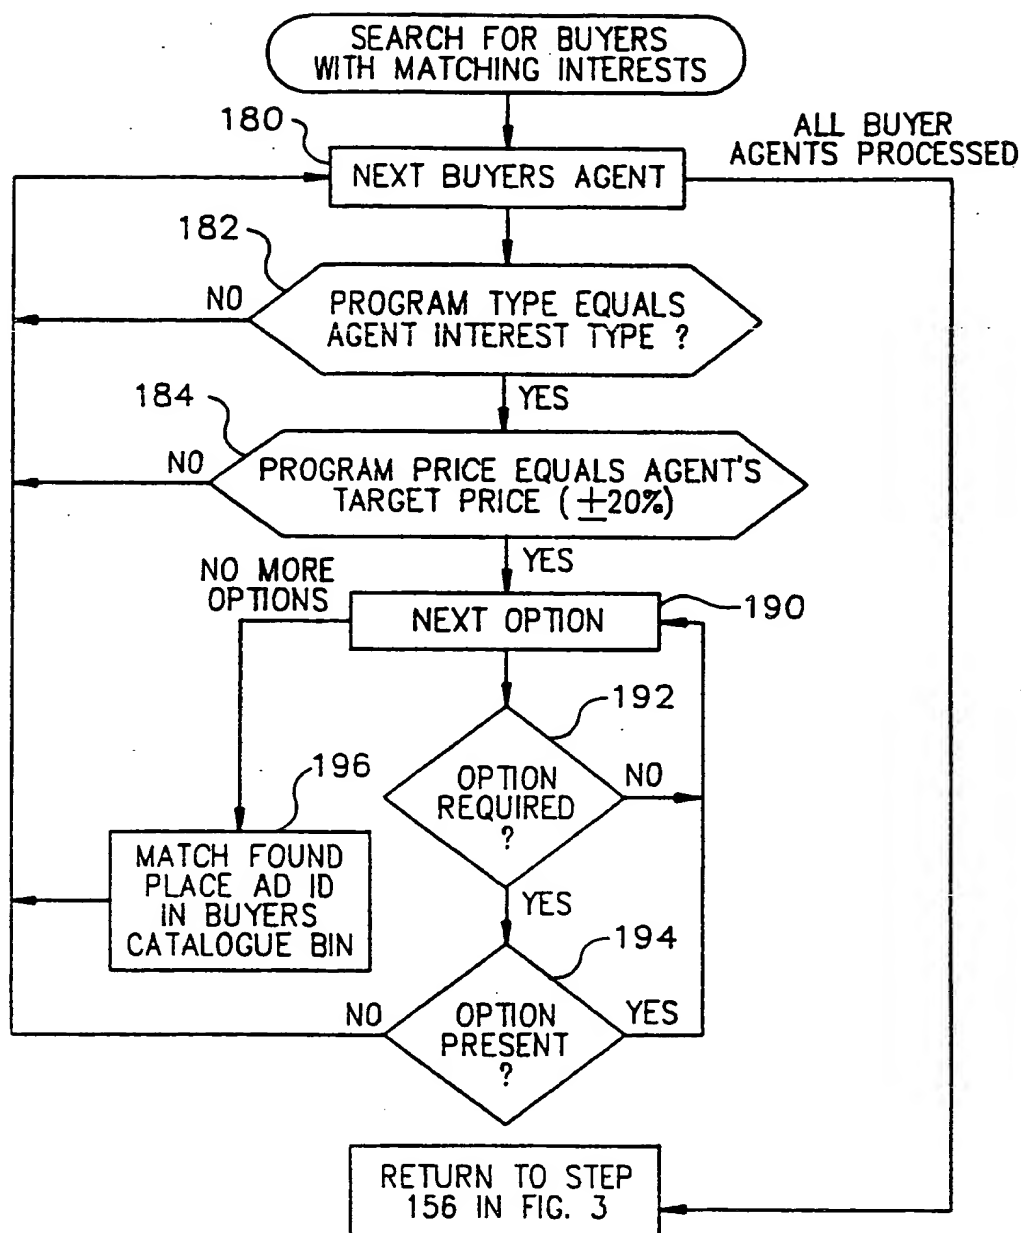 SEARCH FOR BUYERS
WITH MATCHING INTERESTS
180
ALL BUYER
AGENTS PROCESSED
NEXT BUYERS AGENT
182
NO
PROGRAM TYPE EQUALS
AGENT INTEREST TYPE ?
YES
184
NO
PROGRAM PRICE EQUALS AGENT'S
TARGET PRICE (±20%)
YES
NO MORE
OPTIONS
NEXT OPTION
190
192
OPTION
REQUIRED
?
NO
196
MATCH FOUND
PLACE AD ID
IN BUYERS
CATALOGUE BIN
YES
194
NO
OPTION
PRESENT
?
YES
RETURN TO STEP
156 IN FIG. 3